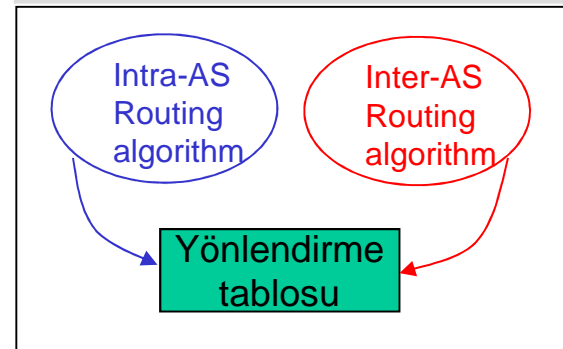 Intra-AS
Routing
algorithm
Inter-AS
Routing
algorithm
Yönlendirme
tablosu